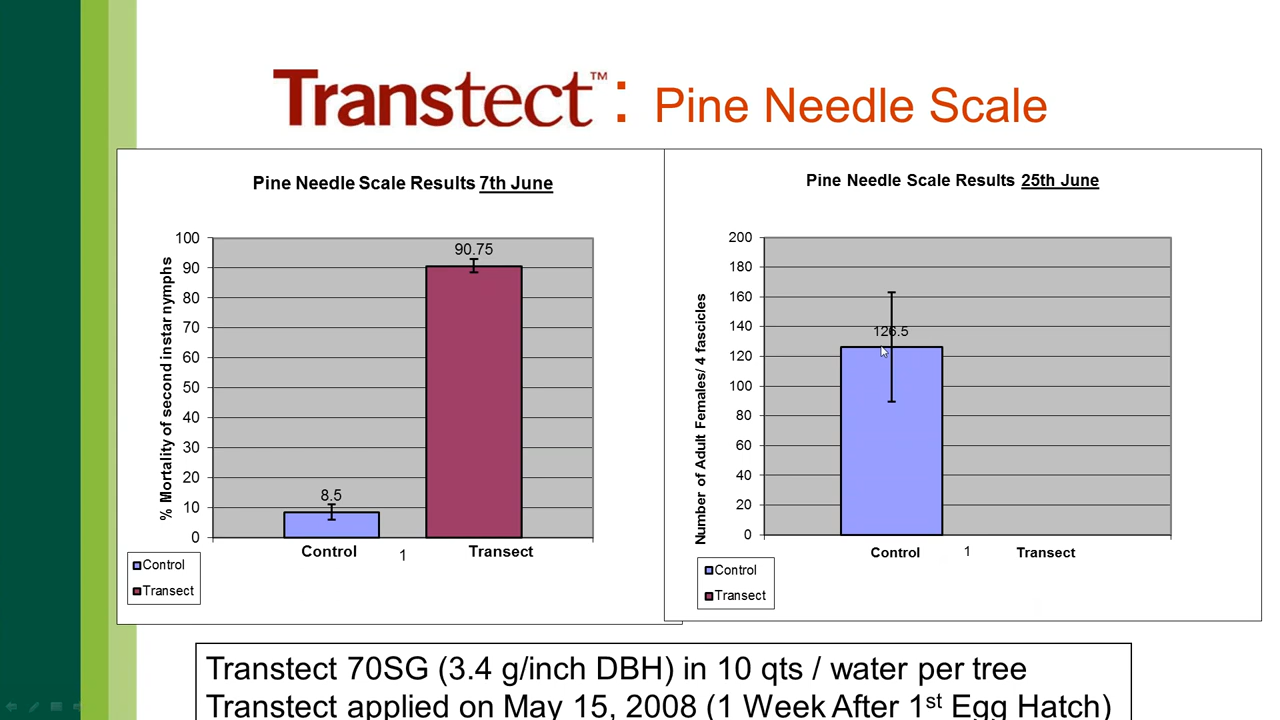 Transtect™: Pine Needle Scale
Pine Needle Scale Results 7th June
100
90
80
70
60
50
40
30
20
10
0
% Mortality of second instar nymphs
90.75
8.5
Control
1
Transect
Control
Transect
Pine Needle Scale Results 25th June
200
180
160
140
120
100
80
60
40
20
0
Number of Adult Females/ 4 fascicles
126.5
Control
1
Transect
Control
Transect
Transtect 70SG (3.4 g/inch DBH) in 10 qts / water per tree
Transtect applied on May 15, 2008 (1 Week After 1st Egg Hatch)